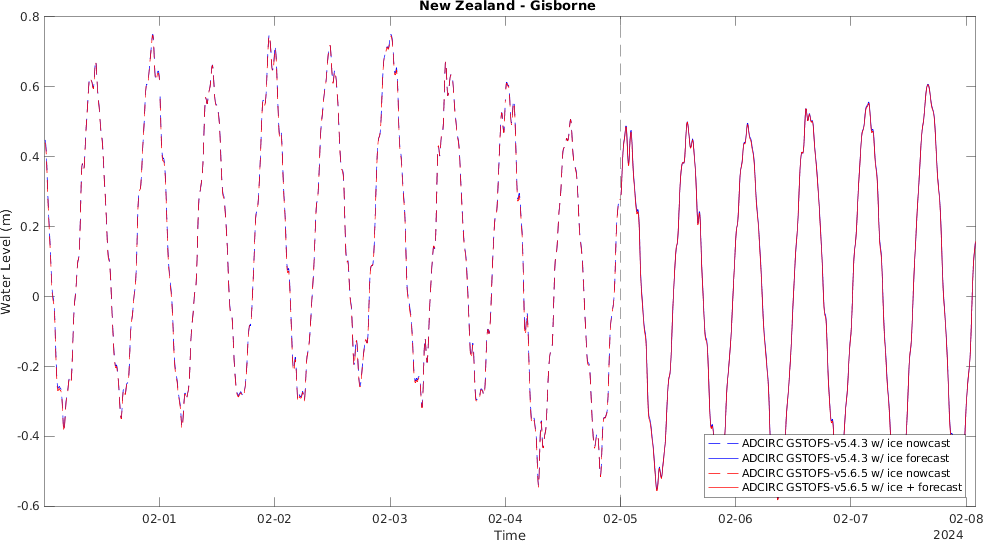 New Zealand - Gisborne
Water Level (m)
0.8
0.6
0.4
0.2
0
-0.2
-0.4
-0.6
ADCIRC GSTOFS-v5.4.3 w/ ice nowcast
ADCIRC GSTOFS-v5.4.3 w/ ice forecast
ADCIRC GSTOFS-v5.6.5 w/ ice nowcast
ADCIRC GSTOFS-v5.6.5 w/ ice + forecast
02-01 02-02 02-03 02-04 02-05 02-06 02-07 02-08
Time
2024